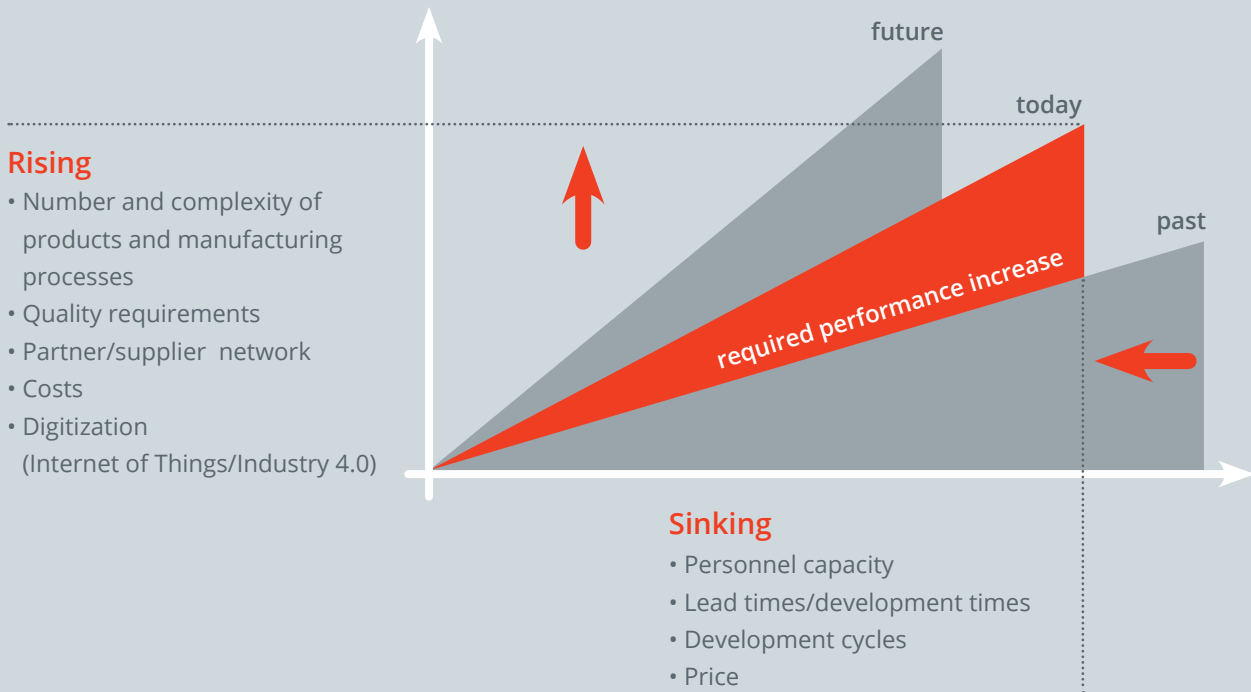 future
today
past
required performance increase
Rising
• Number and complexity of
products and manufacturing
processes
• Quality requirements
• Partner/supplier network
• Costs
• Digitization
(Internet of Things/Industry 4.0)
Sinking
• Personnel capacity
• Lead times/development times
• Development cycles
• Price